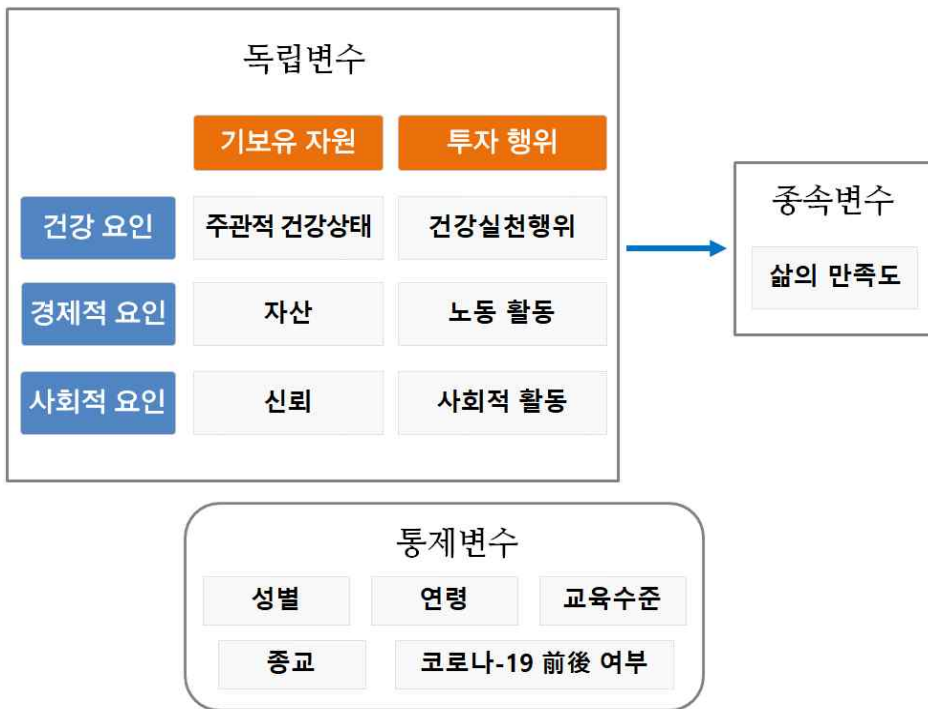 독립변수
기보유 자원 투자 행위
건강 요인 주관적 건강상태 건강실천행위
경제적 요인 자산 노동 활동
사회적 요인 신뢰 사회적 활동
종속변수
삶의 만족도
통제변수
성별 연령 교육수준
종교 코로나-19 前後 여부